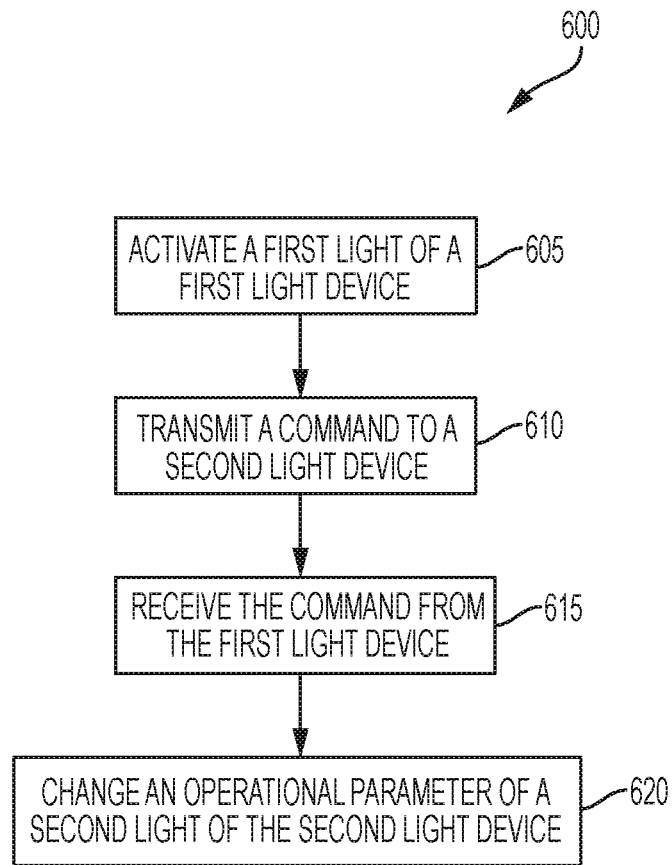 600
ACTIVATE A FIRST LIGHT OF A
FIRST LIGHT DEVICE
605
TRANSMIT A COMMAND TO A
SECOND LIGHT DEVICE
610
RECEIVE THE COMMAND FROM
THE FIRST LIGHT DEVICE
615
CHANGE AN OPERATIONAL PARAMETER OF A
SECOND LIGHT OF THE SECOND LIGHT DEVICE
620